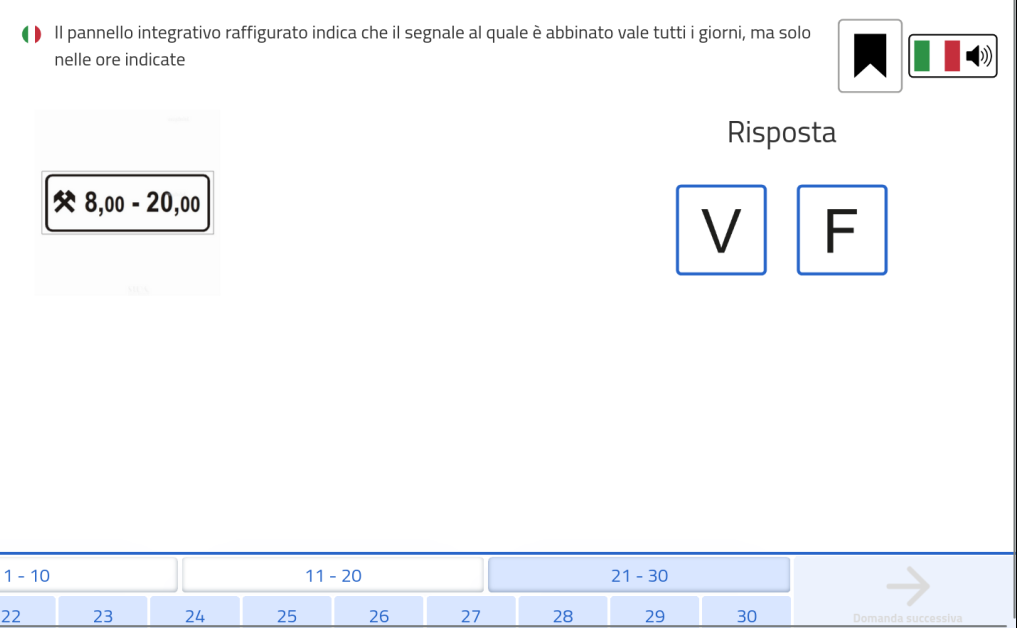 Il pannello integrativo raffigurato indica che il segnale al quale è abbinato vale tutti i giorni, ma solo
nelle ore indicate
Risposta
8,00 - 20,00
V F
1 - 10 11 - 20 21 - 30
22 23 24 25 26 27 28 29 30
Domanda successiva